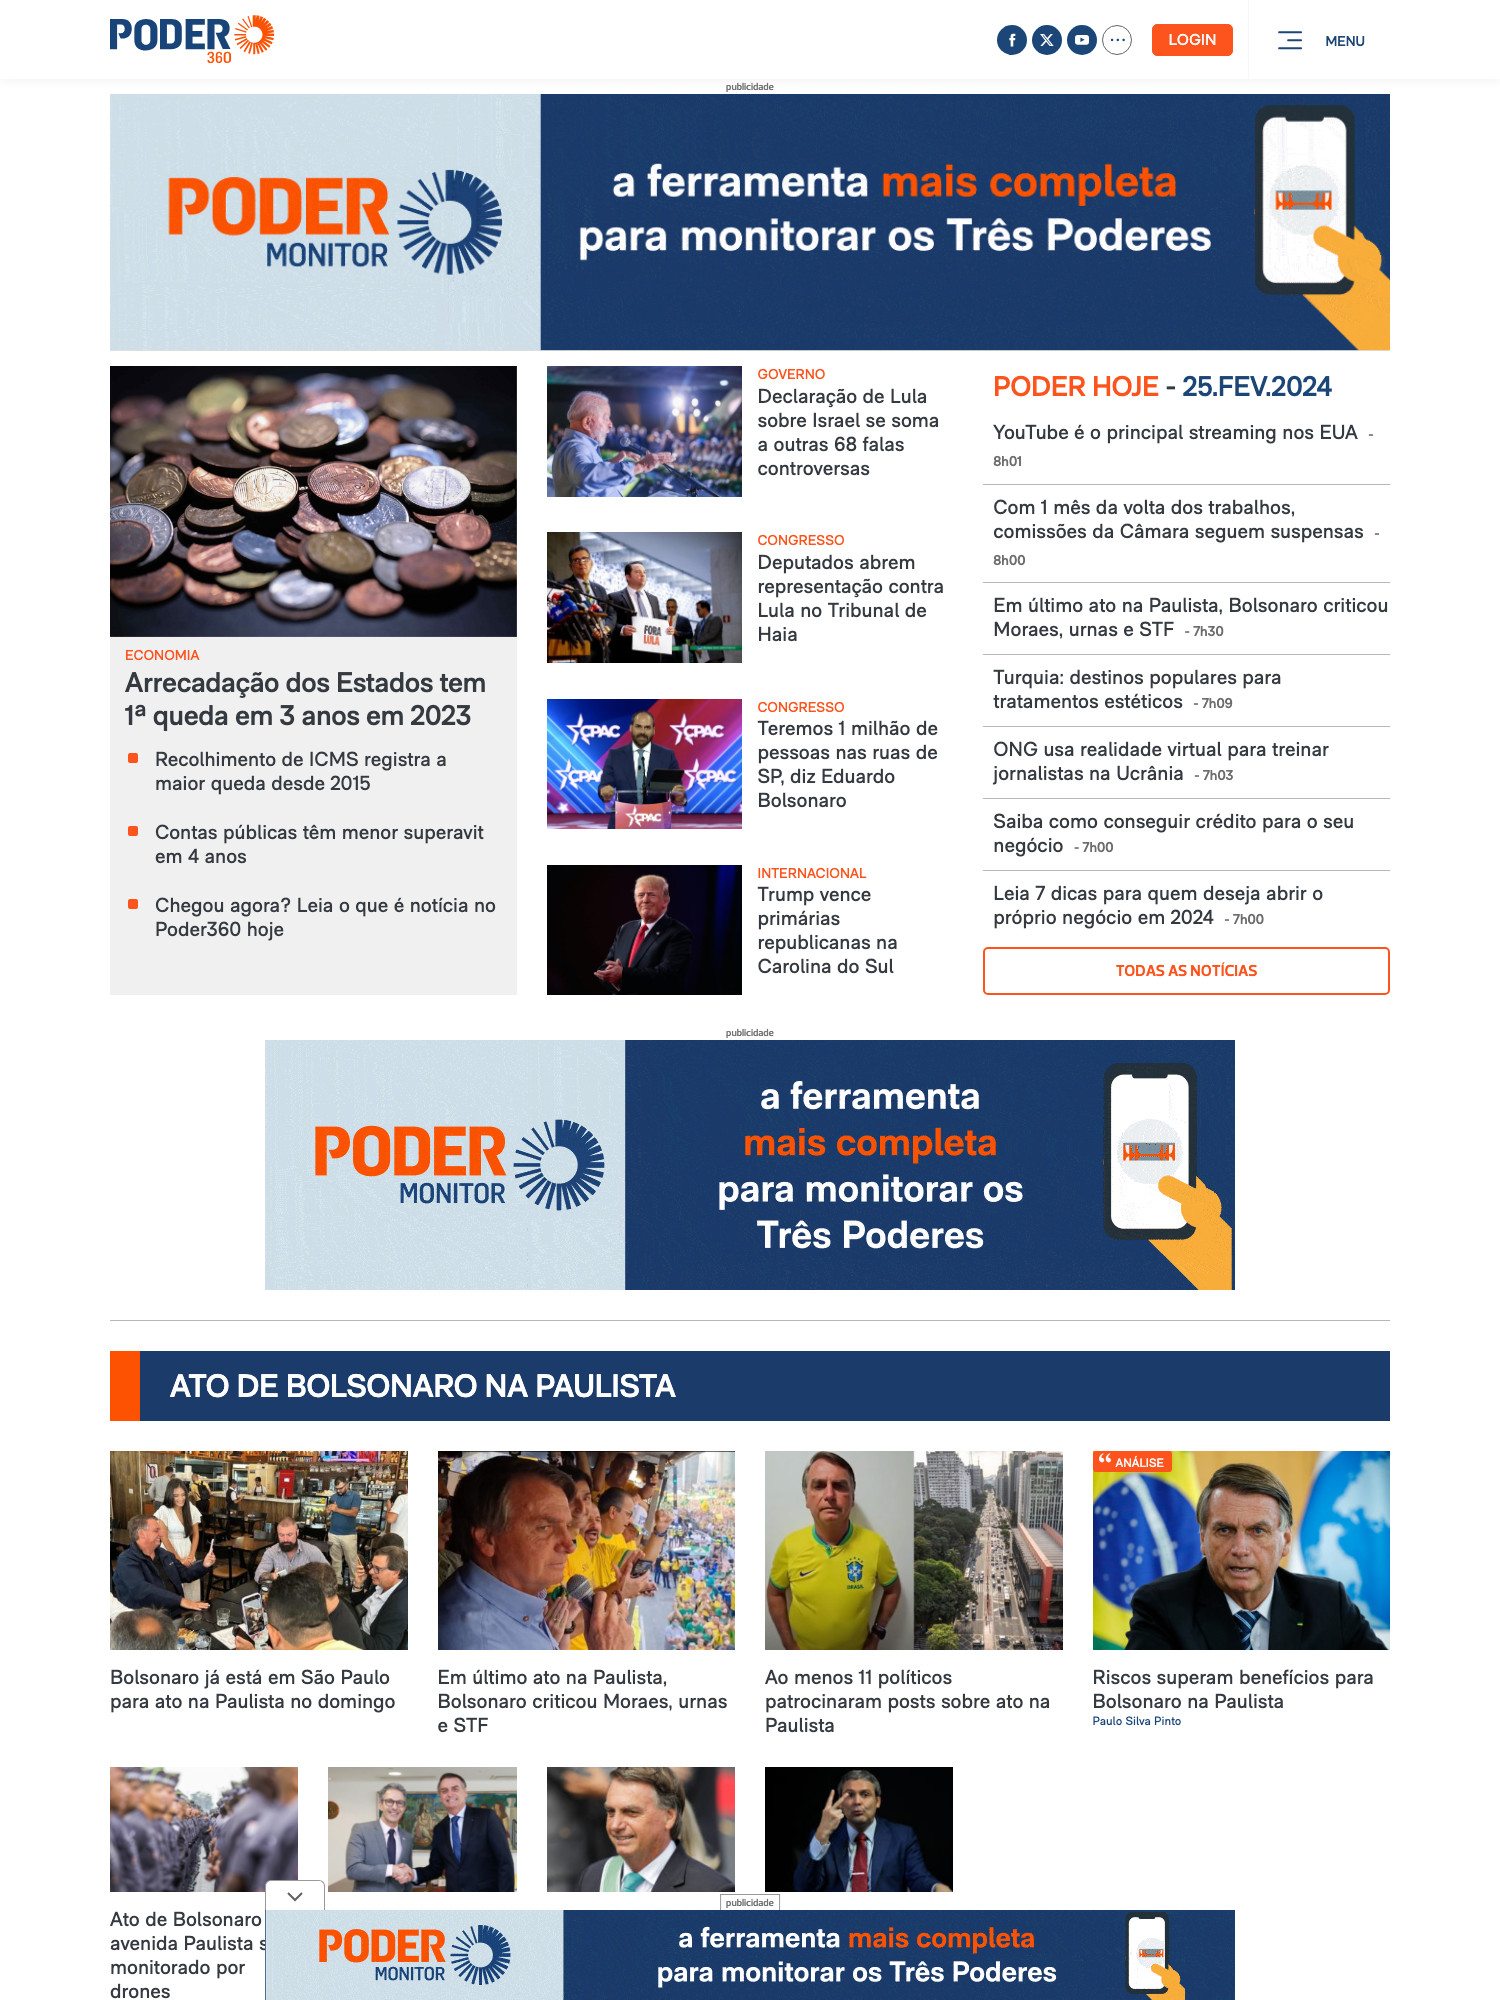 PODER
360
LOGIN
MENU
publicidade
PODER
MONITOR
a ferramenta mais completa
para monitorar os Três Poderes
ECONOMIA
Arrecadação dos Estados tem
1ª queda em 3 anos em 2023
Recolhimento de ICMS registra a
maior queda desde 2015
Contas públicas têm menor superavit
em 4 anos
Chegou agora? Leia o que é notícia no
Poder360 hoje
GOVERNO
Declaração de Lula
sobre Israel se soma
a outras 68 falas
controversas
FORA
LULA
CONGRESSO
Deputados abrem
representação contra
Lula no Tribunal de
Haia
CPAC
CPAC
CPAC
CPAC
CPAC
CONGRESSO
Teremos 1 milhão de
pessoas nas ruas de
SP, diz Eduardo
Bolsonaro
INTERNACIONAL
Trump vence
primárias
republicanas na
Carolina do Sul
PODER HOJE - 25.FEV.2024
YouTube é o principal streaming nos EUA -
8h01
Com 1 mês da volta dos trabalhos,
comissões da Câmara seguem suspensas -
8h00
Em último ato na Paulista, Bolsonaro criticou
Moraes, urnas e STF - 7h30
Turquia: destinos populares para
tratamentos estéticos - 7h09
ONG usa realidade virtual para treinar
jornalistas na Ucrânia - 7h03
Saiba como conseguir crédito para o seu
negócio - 7h00
Leia 7 dicas para quem deseja abrir o
próprio negócio em 2024 - 7h00
TODAS AS NOTÍCIAS
publicidade
PODER
MONITOR
a ferramenta
mais completa
para monitorar os
Três Poderes
ATO DE BOLSONARO NA PAULISTA
Bolsonaro já está em São Paulo
para ato na Paulista no domingo
Em último ato na Paulista,
Bolsonaro criticou Moraes, urnas
e STF
BRASIL
Ao menos 11 políticos
patrocinaram posts sobre ato na
Paulista
“ ANÁLISE
Riscos superam benefícios para
Bolsonaro na Paulista
Paulo Silva Pinto
Ato de Bolsonaro
avenida Paulista s
monitorado por
drones
publicidade
PODER
MONITOR
a ferramenta mais completa
para monitorar os Três Poderes